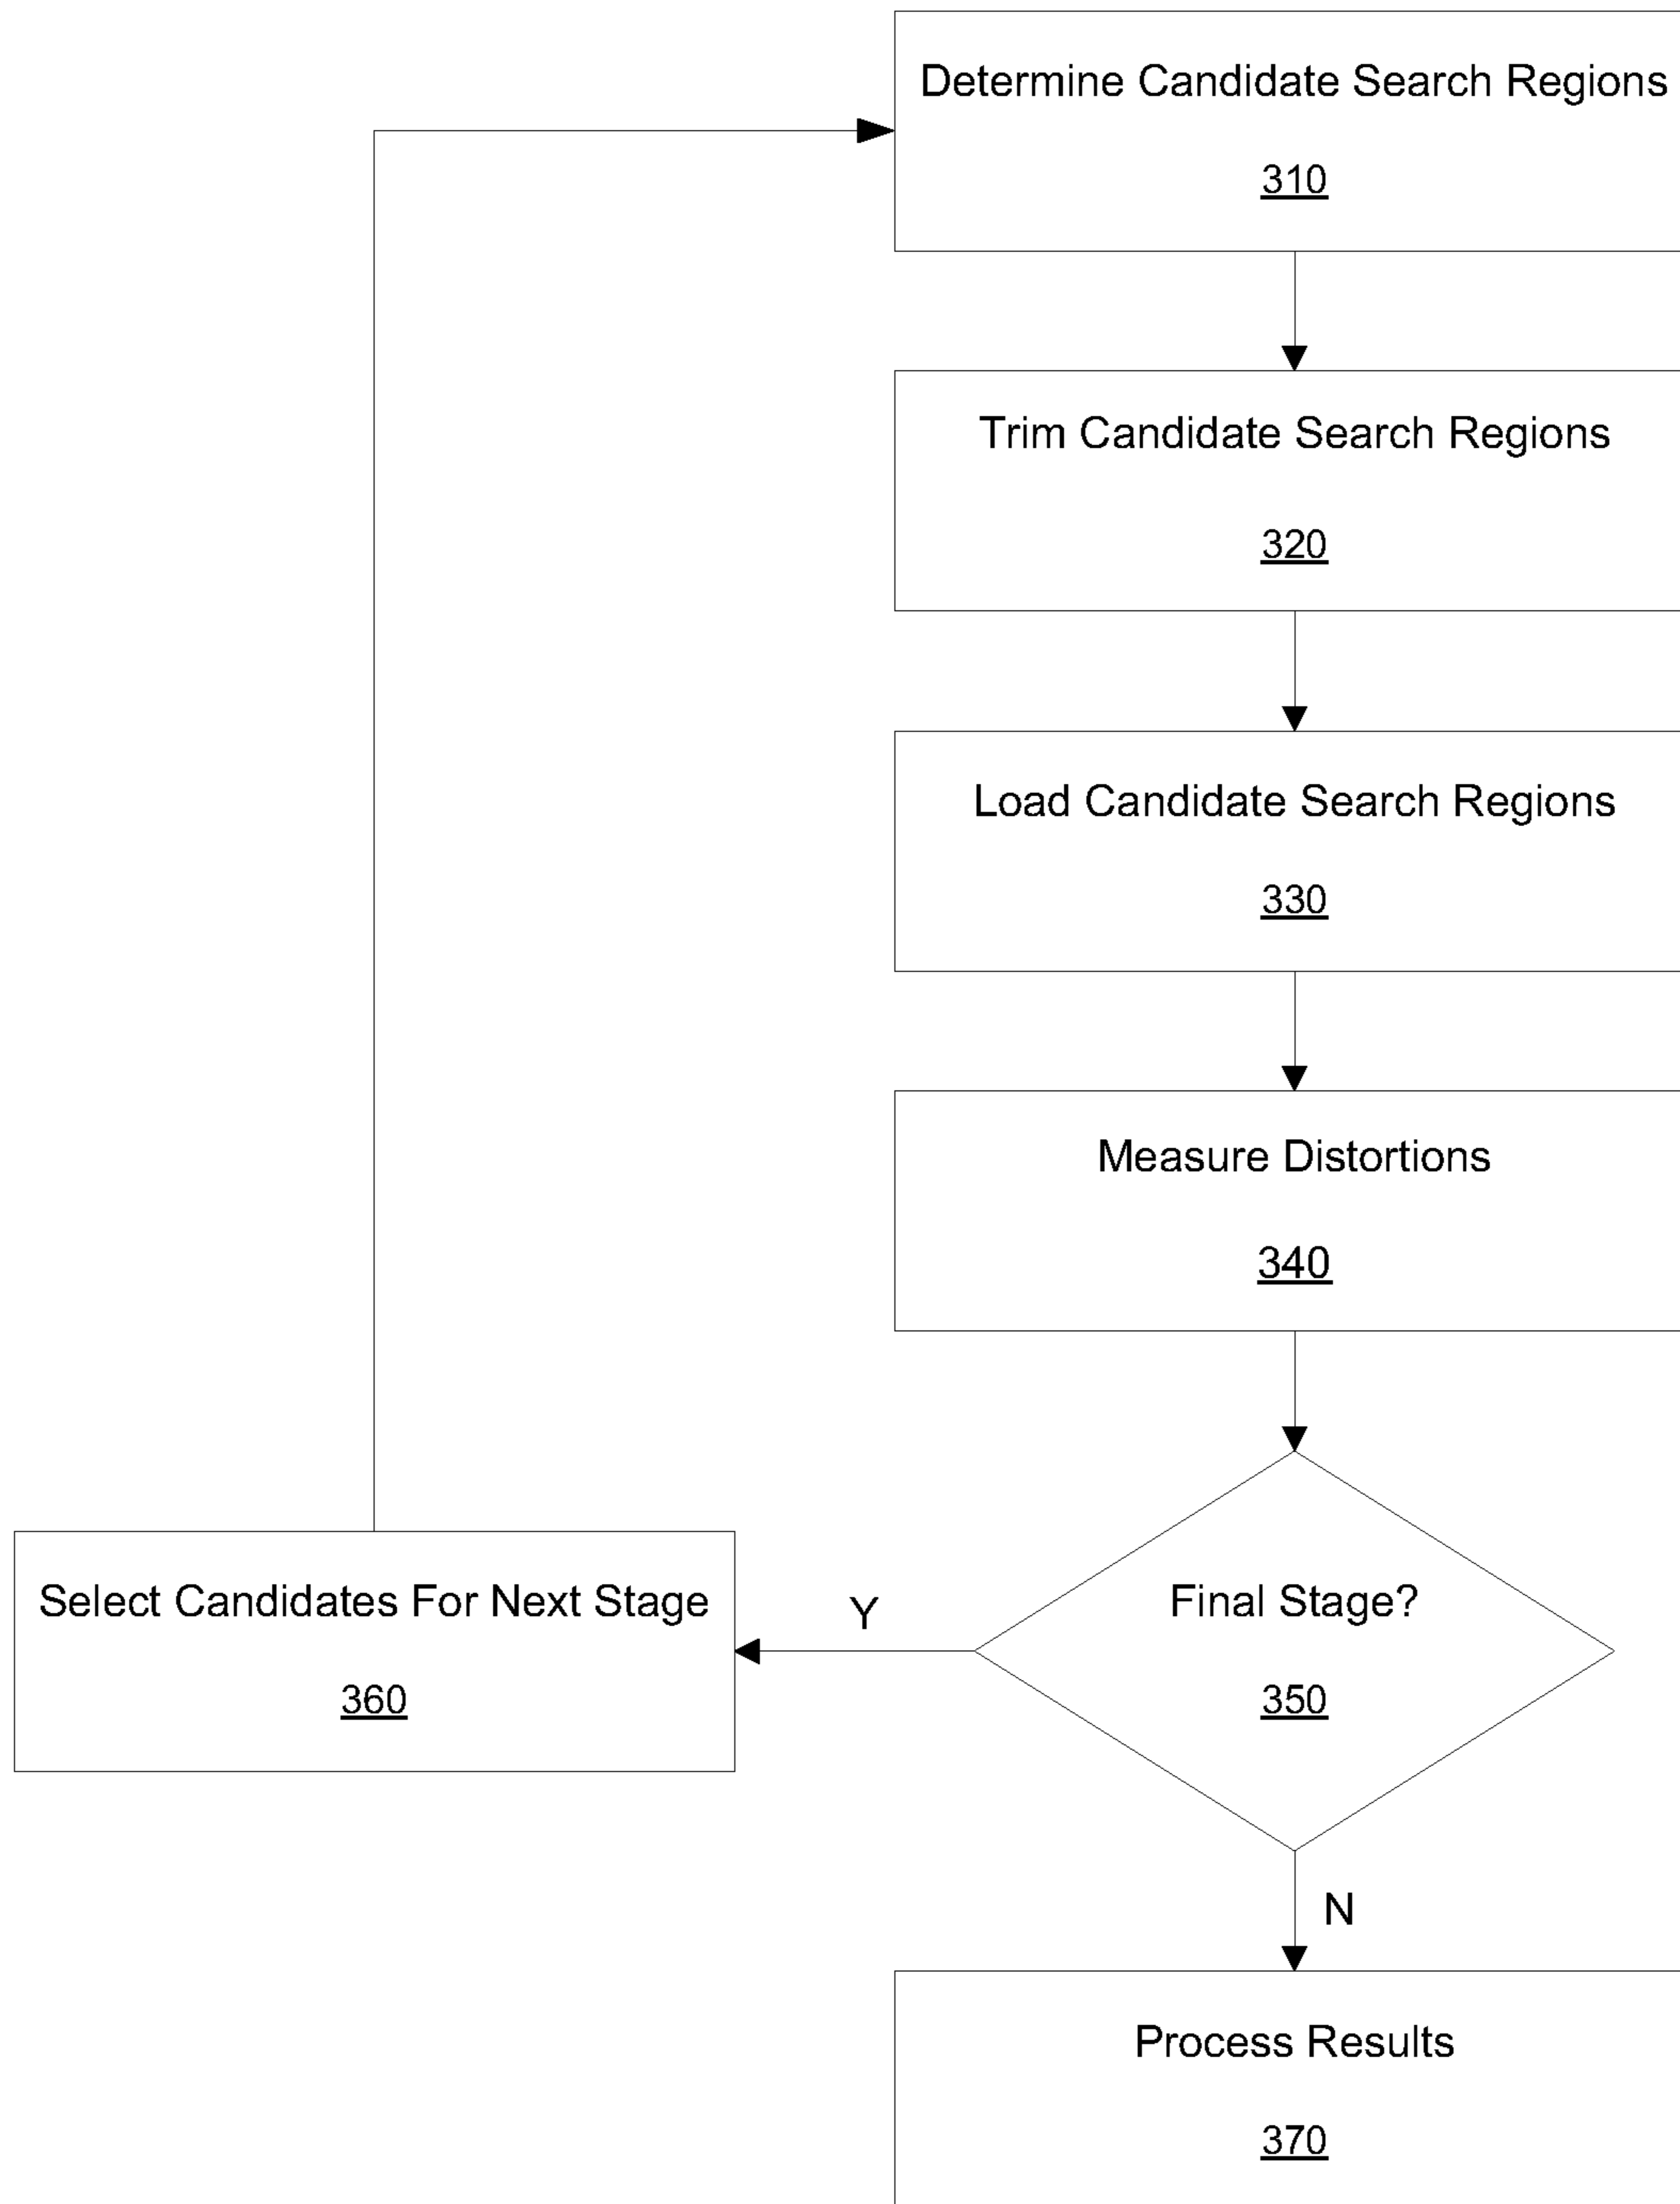 Determine Candidate Search Regions
310
Trim Candidate Search Regions
320
Load Candidate Search Regions
330
Measure Distortions
340
Final Stage?
350
Y
Select Candidates For Next Stage
360
N
Process Results
370